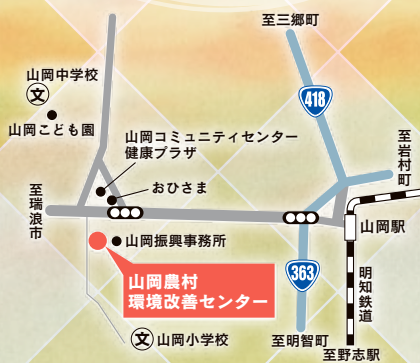 至三郷町
山岡中学校
文
418
山岡こども園
山岡コミュニティセンター
健康プラザ
至岩村町
おひさま
至瑞浪市
山岡駅
山岡振興事務所
363
明知鉄道
山岡農村
環境改善センター
文 山岡小学校
至明智町
至野志駅